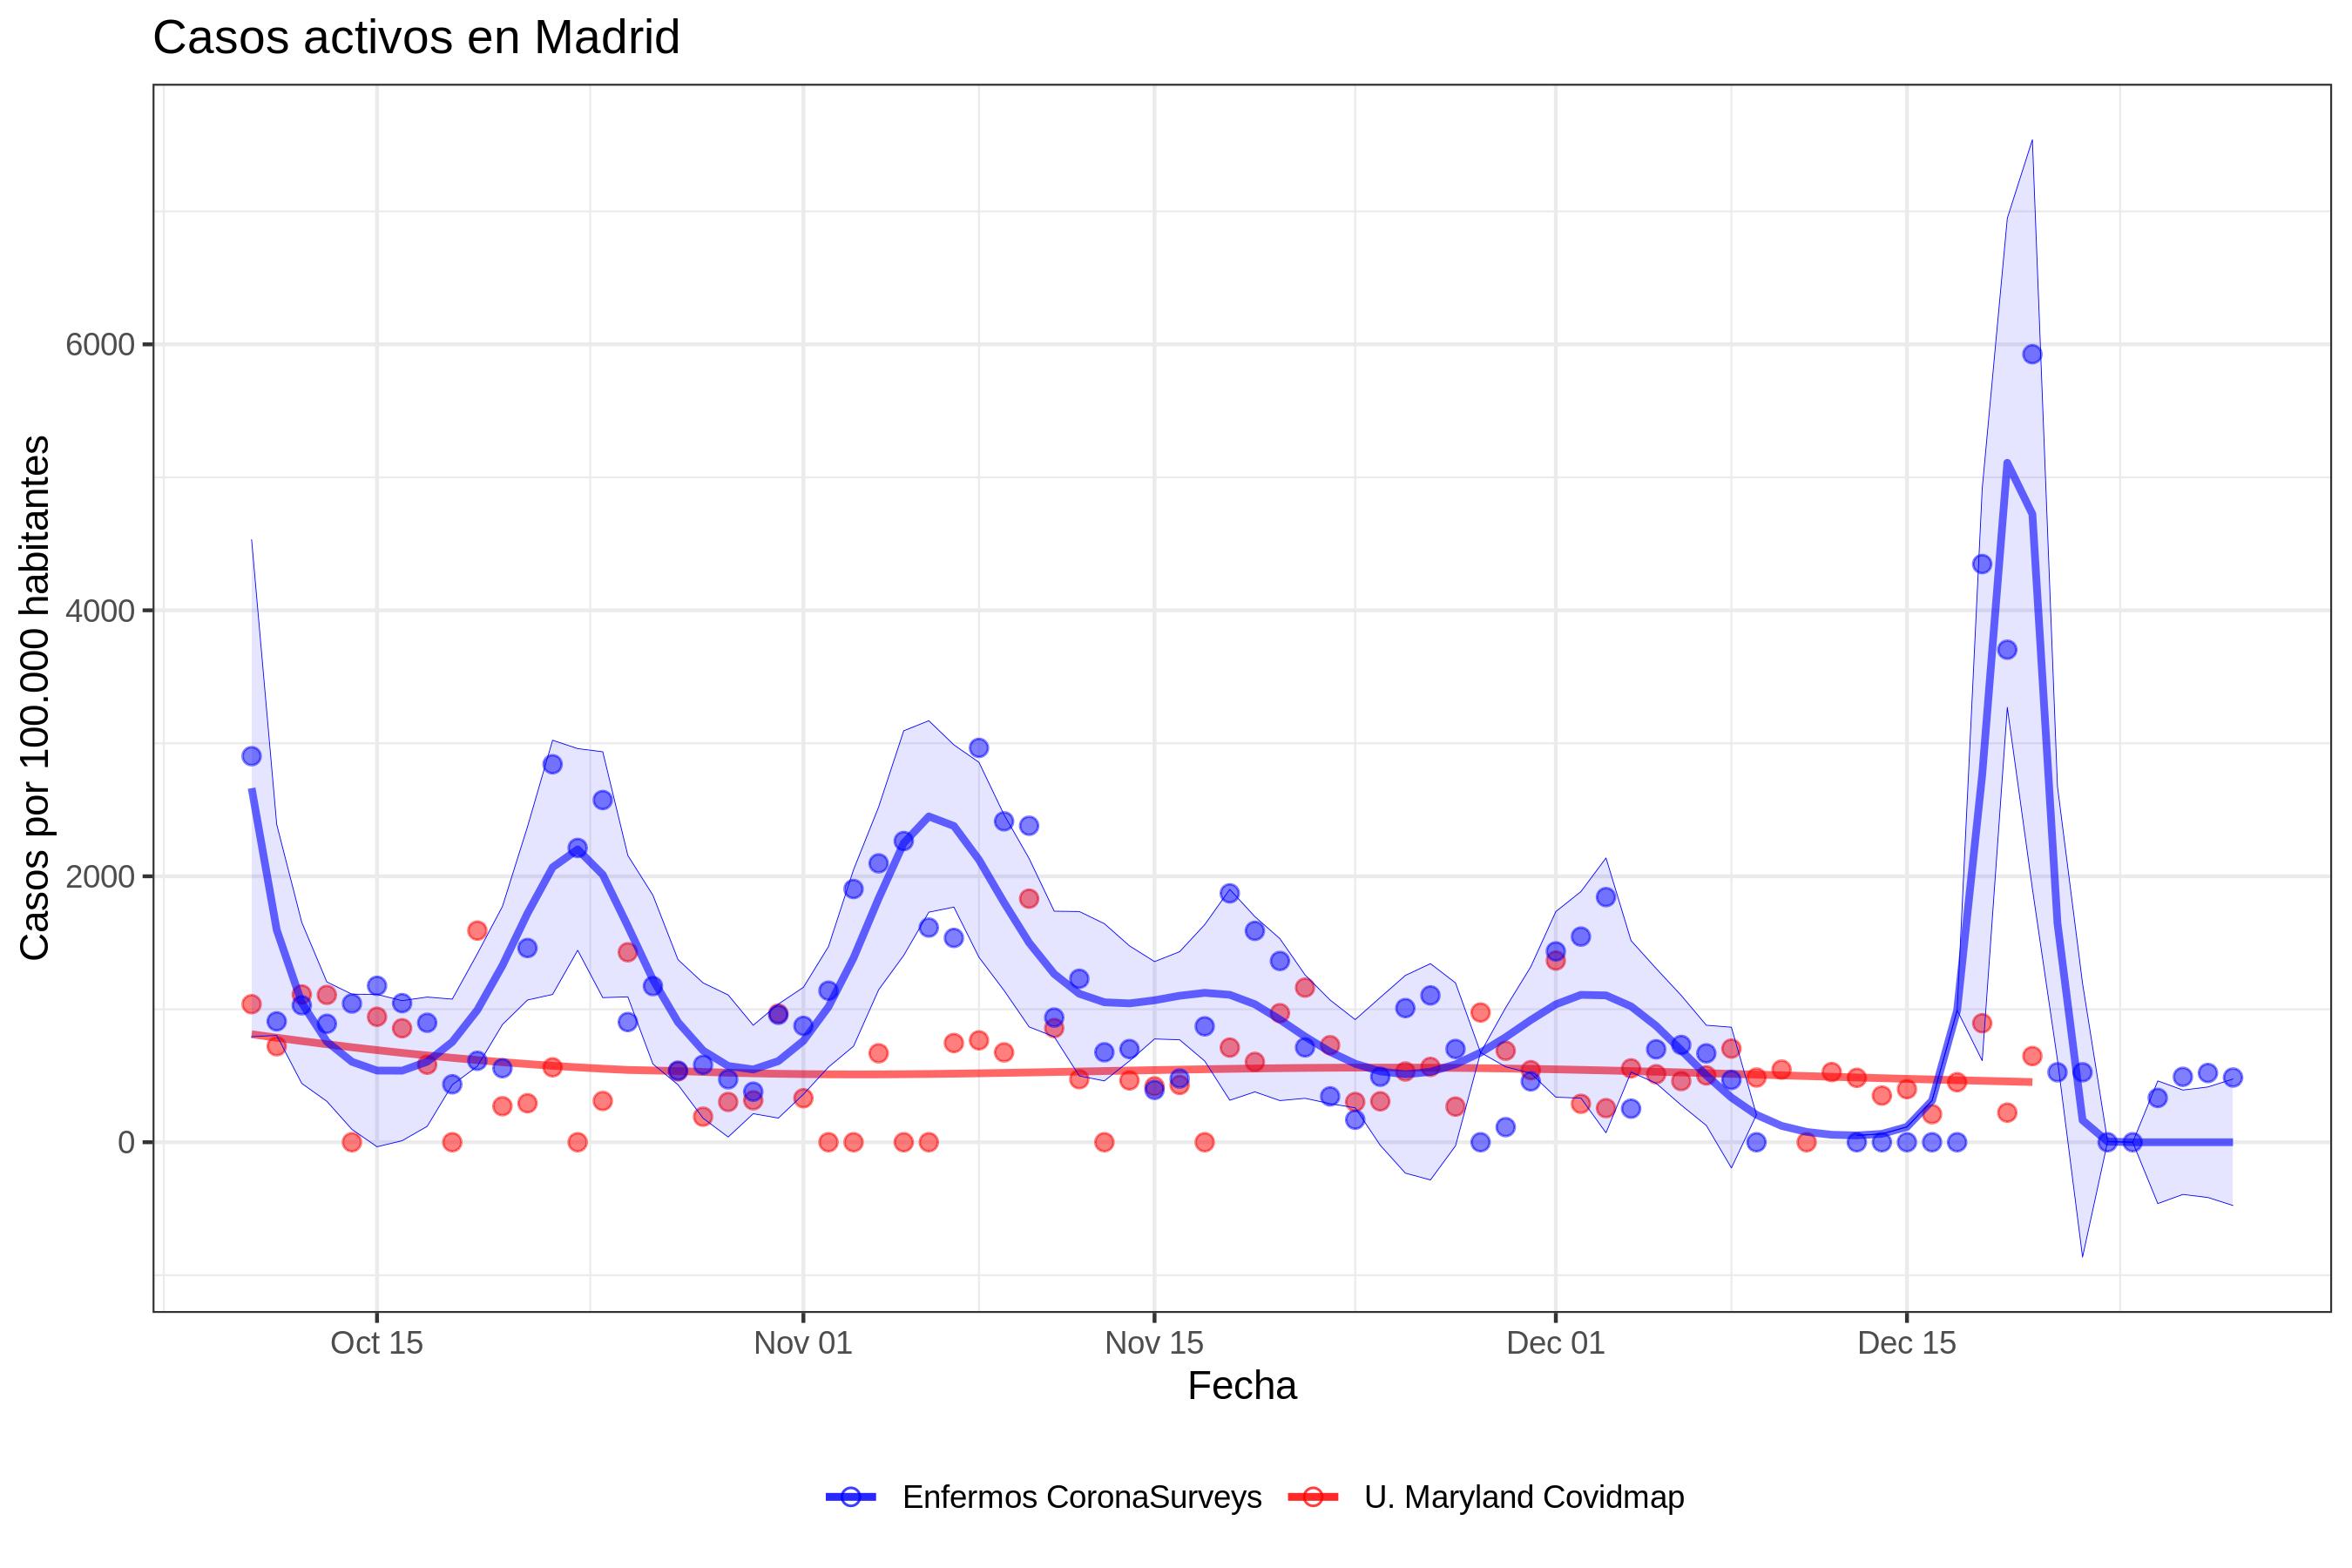 Casos activos en Madrid
Casos por 100.000 habitantes
6000
4000
2000
0
Oct 15 Nov 01 Nov 15 Dec 01 Dec 15
Fecha
Enfermos CoronaSurveys U. Maryland Covidmap